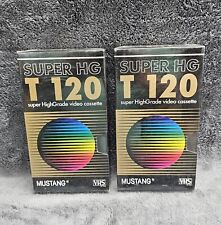 SUPER HG
T 120
super HighGrade video cassette
MUSTANG®
VHS
SUPER HG
T 120
super HighGrade video cassette
MUSTANG®
VHS